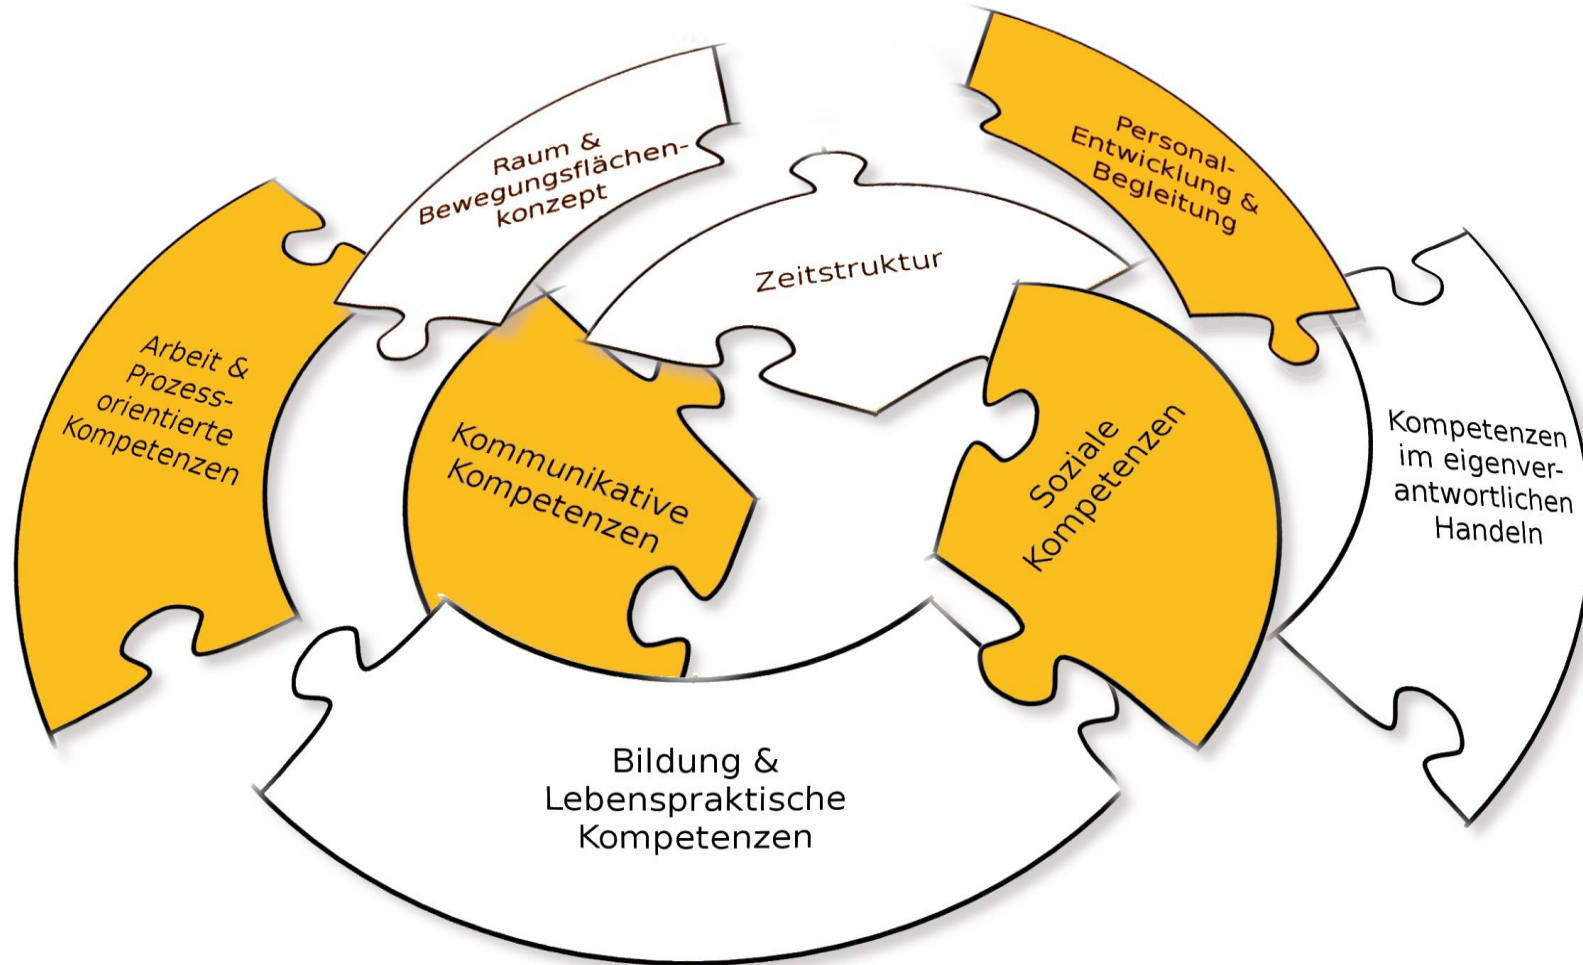 Raum &
Bewegungsflächen-
konzept
Personal-
Entwicklung &
Begleitung
Zeitstruktur
Arbeit &
Prozess-
orientierte
Kompetenzen
Kommunikative
Kompetenzen
Soziale
Kompetenzen
Kompetenzen
im eigenver-
antwortlichen
Handeln
Bildung &
Lebenspraktische
Kompetenzen